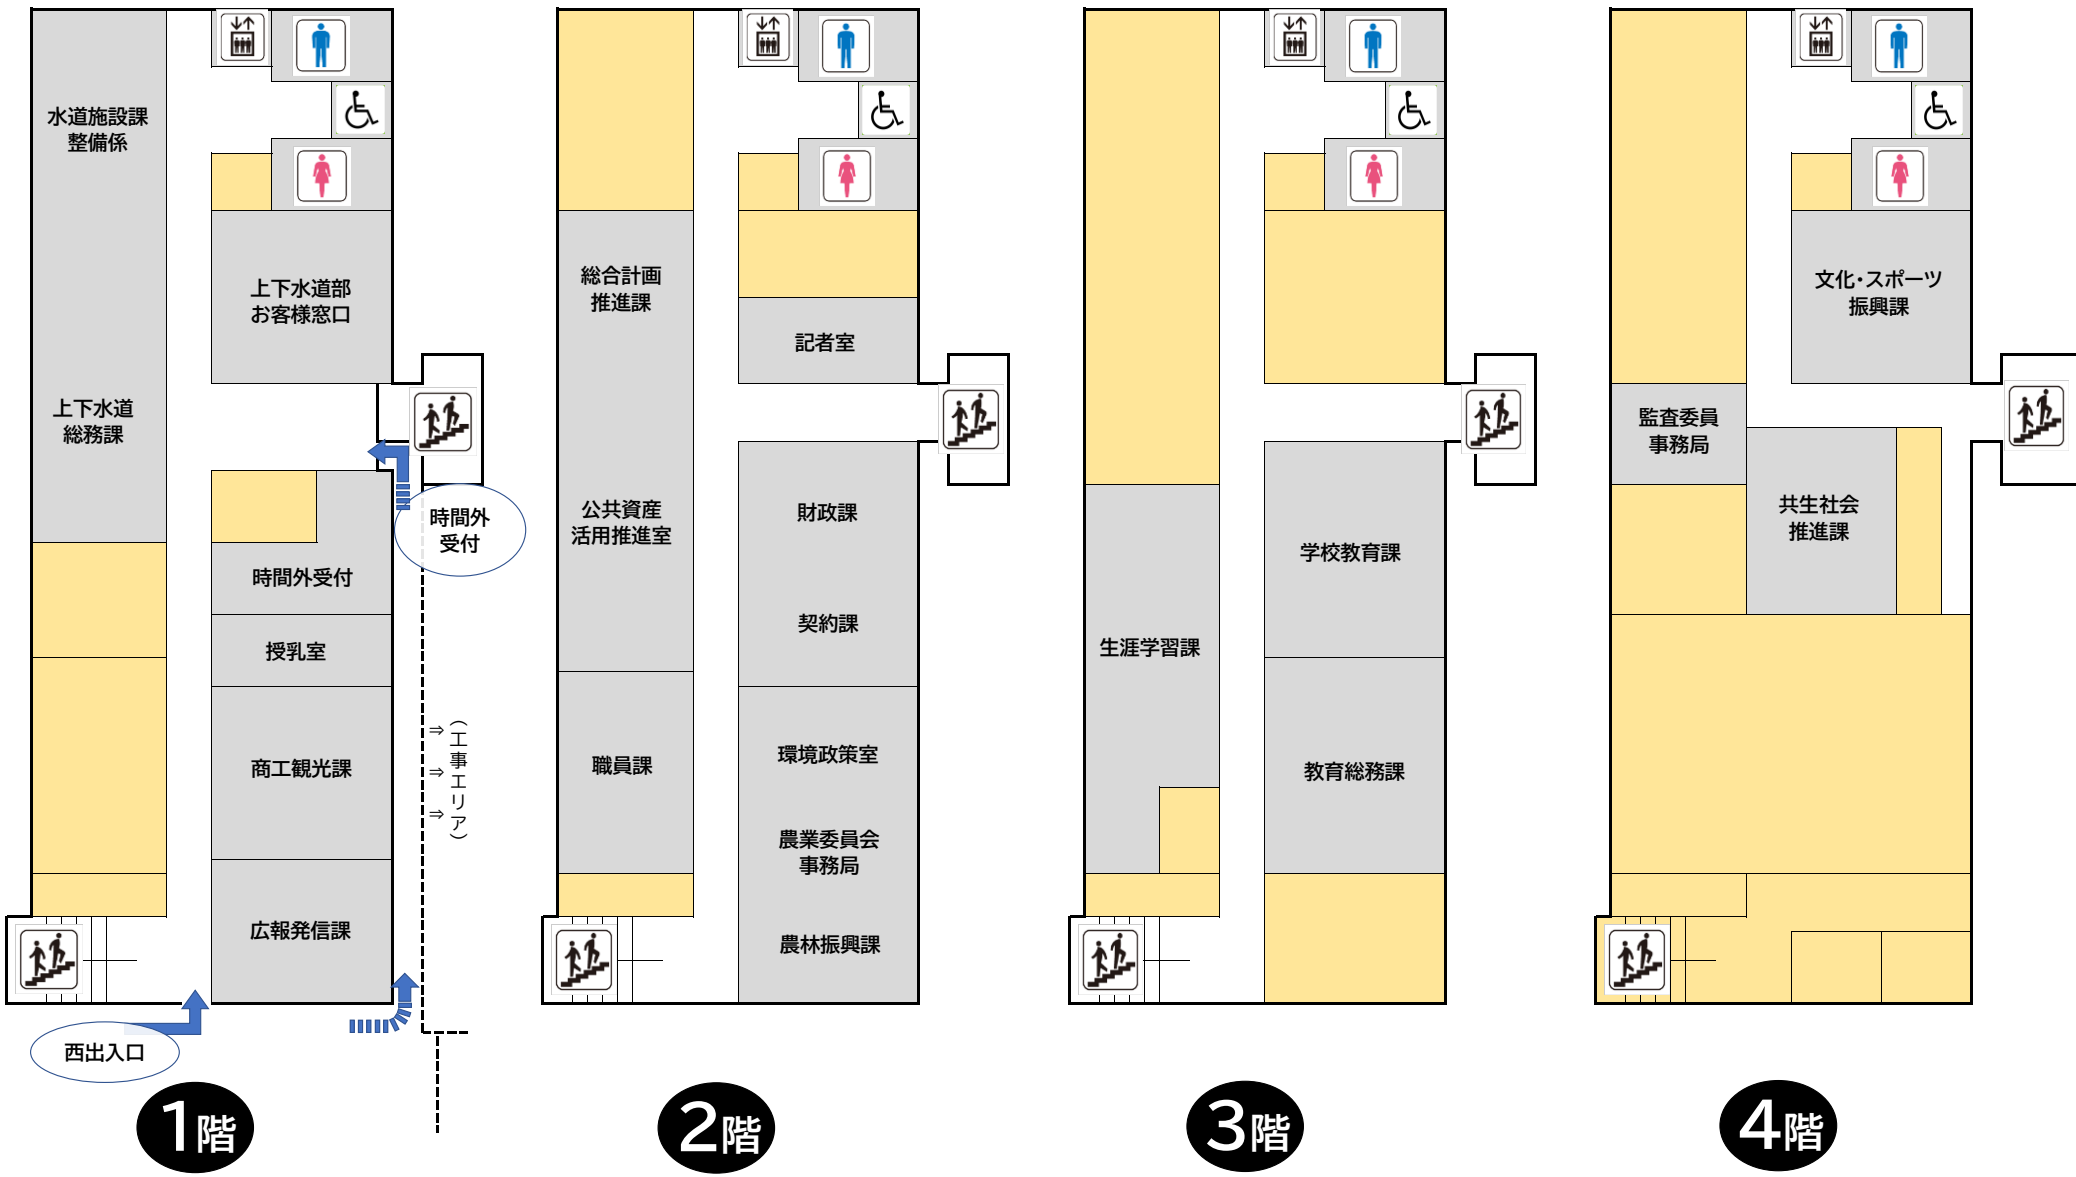 水道施設課
整備係
上下水道部
お客様窓口
上下水道
総務課
時間外
受付
時間外受付
授乳室
商工観光課
⇒ ⇒ ⇒
（工事エリア）
広報発信課
西出入口
1階
総合計画
推進課
記者室
公共資産
活用推進室
財政課
契約課
職員課
環境政策室
農業委員会
事務局
農林振興課
2階
学校教育課
生涯学習課
教育総務課
3階
文化・スポーツ
振興課
監査委員
事務局
共生社会
推進課
4階